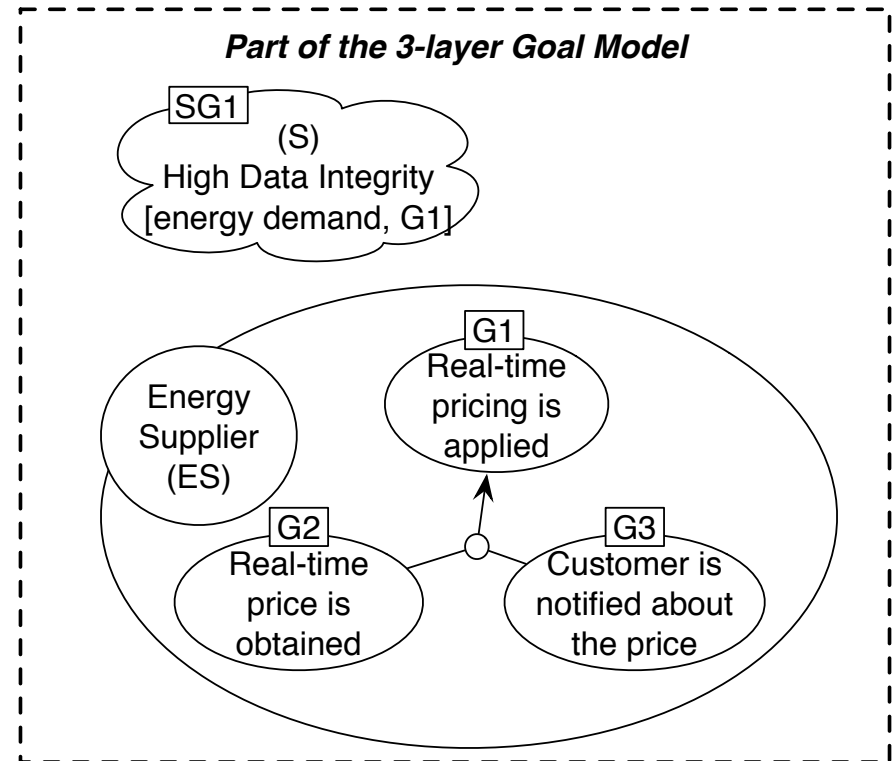 Part of the 3-layer Goal Model
SG1
(S)
High Data Integrity
[energy demand, G1]
G1
Real-time
pricing is
applied
Energy
Supplier
(ES)
G2
Real-time
price is
obtained
G3
Customer is
notified about
the price